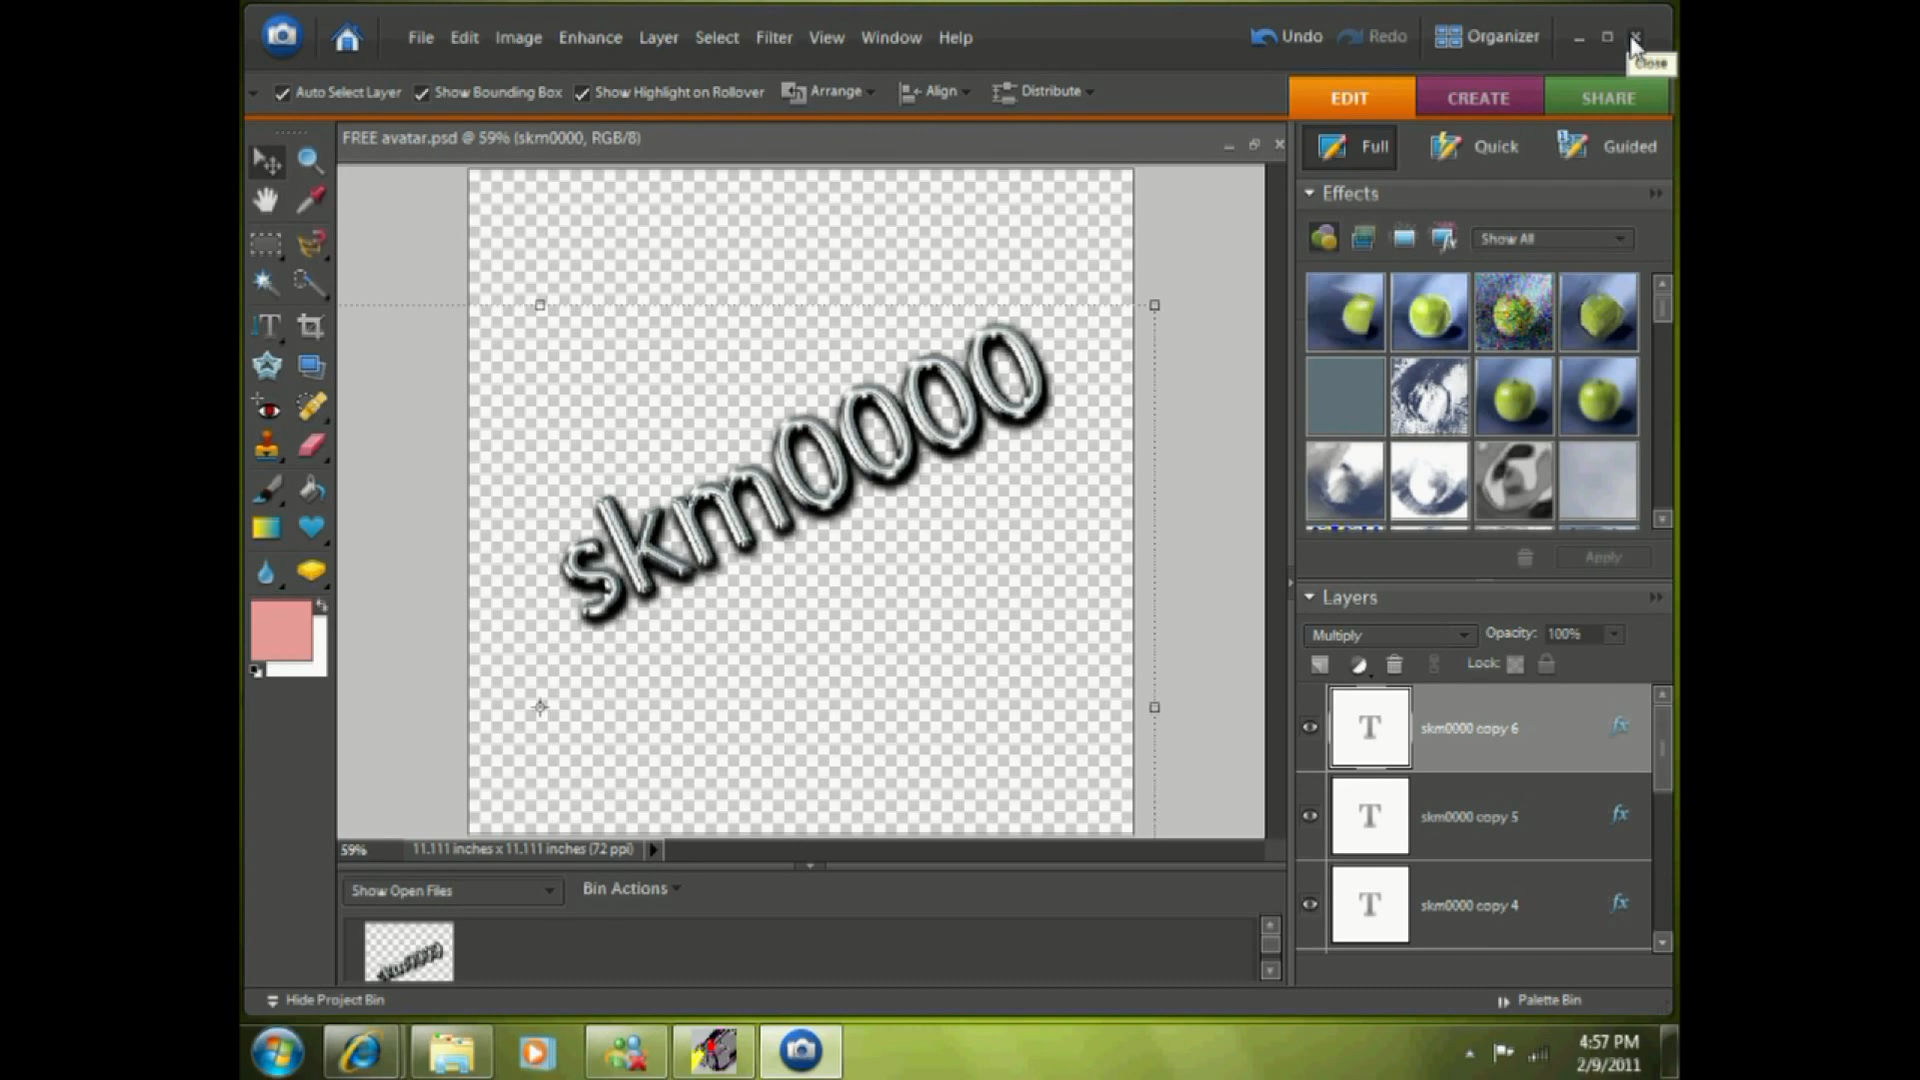 File Edit Image Enhance Layer Select Filter View Window Help
Undo Redo Organizer
Close
Auto Select Layer Show Bounding Box Show Highlight on Rollover Arrange Align Distribute
EDIT CREATE SHARE
FREE avatar.psd @ 59% (skm0000, RGB/8)
Full Quick Guided
Effects
Show All
skm0000
Apply
Layers
Multiply Opacity: 100%
Lock:
T skm0000 copy 6 fx
T skm0000 copy 5 fx
T skm0000 copy 4 fx
59% 11.111 inches x 11.111 inches (72 ppi)
Show Open Files Bin Actions
skm0000
Hide Project Bin
Palette Bin
4:57 PM
2/9/2011